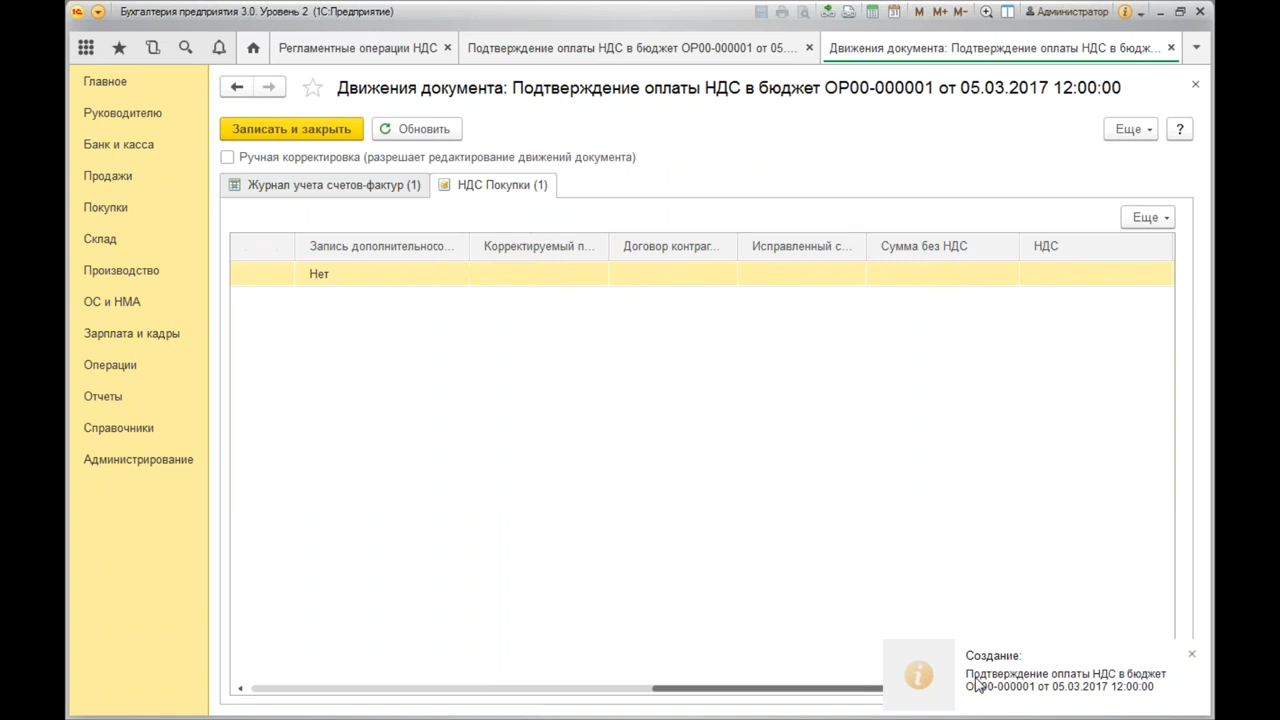 Бухгалтерия предприятия 3.0. Уровень 2 (1С:Предприятие)
M M+ M- Администратор
Регламентные операции НДС
Подтверждение оплаты НДС в бюджет ОР00-000001 от 05....
Движения документа: Подтверждение оплаты НДС в бюдж...
Главное
Руководителю
Банк и касса
Продажи
Покупки
Склад
Производство
ОС и НМА
Зарплата и кадры
Операции
Отчеты
Справочники
Администрирование
Движения документа: Подтверждение оплаты НДС в бюджет ОР00-000001 от 05.03.2017 12:00:00
Записать и закрыть
Обновить
Еще
?
Ручная корректировка (разрешает редактирование движений документа)
Журнал учета счетов-фактур (1)
НДС Покупки (1)
Еще
Запись дополнительного... Корректируемый п... Договор контраг... Исправленный с... Сумма без НДС НДС
Нет
Создание:
Подтверждение оплаты НДС в бюджет
ОР00-000001 от 05.03.2017 12:00:00